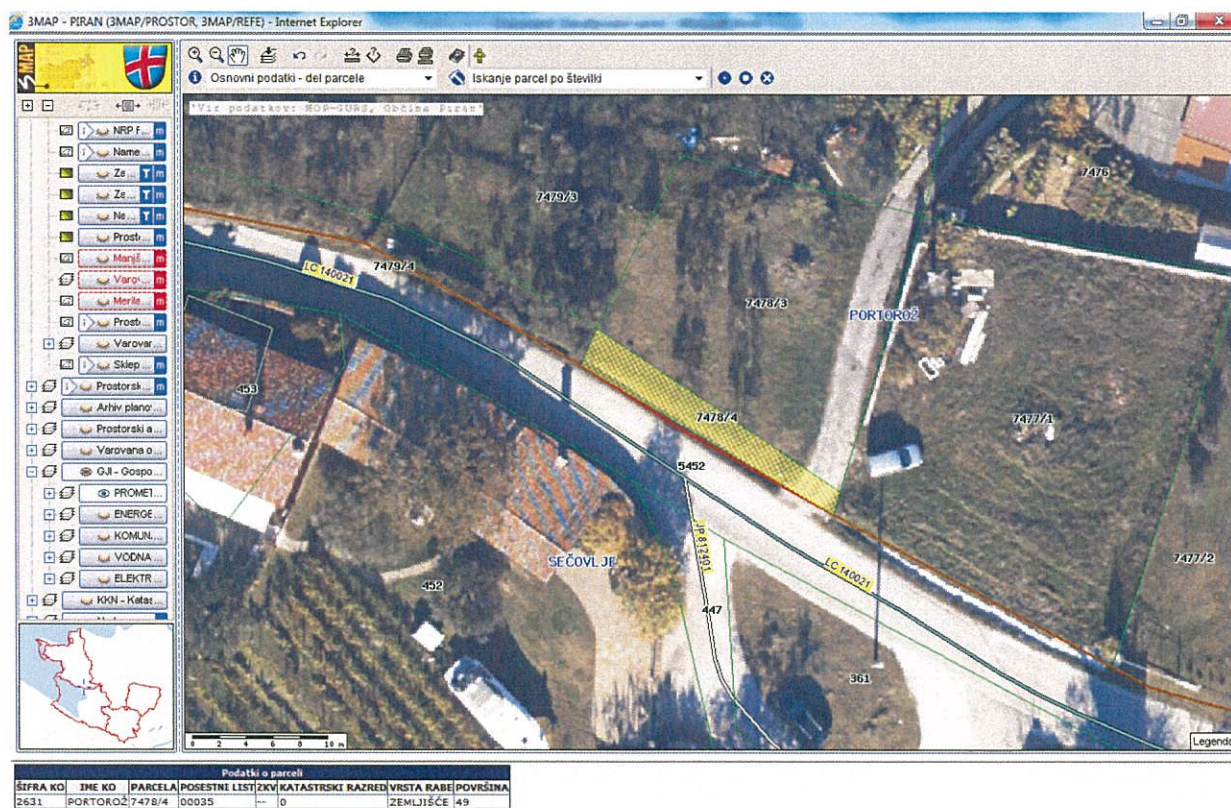 3MAP - PIRAN (3MAP/PROSTOR, 3MAP/REFE) - Internet Explorer
3MAP
Osnovni podatki - del parcele
Iskanje parcel po številki
"Vir podatkov: MOP-GURS, Občina Piran"
NRP F...
Name...
Za...
Za...
Ne...
Prost...
Manjš...
Varov...
Merile...
Prost...
Varovar...
Sklep...
Prostorsk...
Arhiv plano...
Prostorski a...
Varovana o...
GJI - Gospo...
PROMET...
ENERGE...
KOMUN...
VODNA...
ELEKTR...
KKN - Katas...
7476
7479/3
7479/4
LC 140021
7478/3
PORTOROŽ
453
7478/4
7477/1
5452
JP 812401
SEČOVLJE
LC 140021
7477/2
452
447
361
0 2 4 6 8 10 m
Legenda
Podatki o parceli
ŠIFRA KO IME KO PARCELA POSESTNI LIST ZKV KATASTRSKI RAZRED VRSTA RABE POVRŠINA
2631 PORTOROŽ 7478/4 00035 -- 0 ZEMLJIŠČE 49